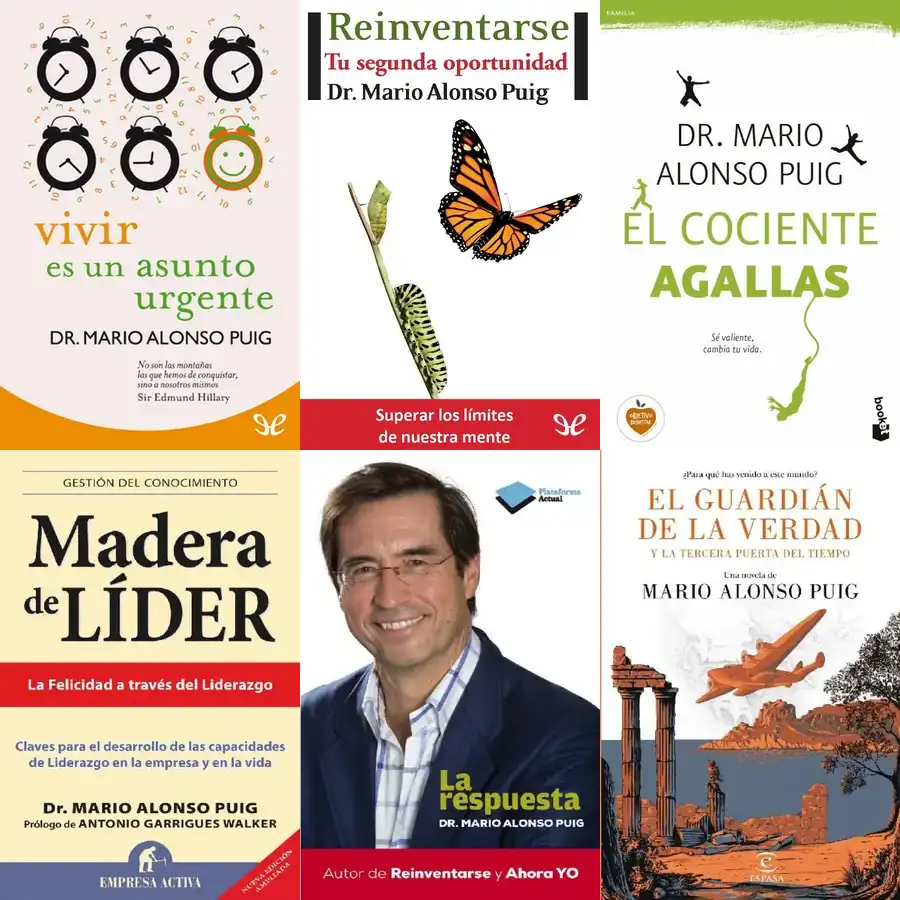 vivir
es un asunto
urgente
DR. MARIO ALONSO PUIG
No son las montañas
las que hemos de conquistar,
sino a nosotros mismos
Sir Edmund Hillary
Reinventarse
Tu segunda oportunidad
Dr. Mario Alonso Puig
Superar los límites
de nuestra mente
FAMILIA
DR. MARIO
ALONSO PUIG
EL COCIENTE
AGALLAS
Sé valiente,
cambia tu vida.
OBJETIVO
BIENESTAR
booket
GESTIÓN DEL CONOCIMIENTO
Madera
de LÍDER
La Felicidad a través del Liderazgo
Claves para el desarrollo de las capacidades
de Liderazgo en la empresa y en la vida
Dr. MARIO ALONSO PUIG
Prólogo de ANTONIO GARRIGUES WALKER
EMPRESA ACTIVA
NUEVA EDICIÓN
AMPLIADA
Plataforma
Actual
La
respuesta
DR. MARIO ALONSO PUIG
Autor de Reinventarse y Ahora YO
¿Para qué has venido a este mundo?
EL GUARDIÁN
DE LA VERDAD
Y LA TERCERA PUERTA DEL TIEMPO
Una novela de
MARIO ALONSO PUIG
ESPASA